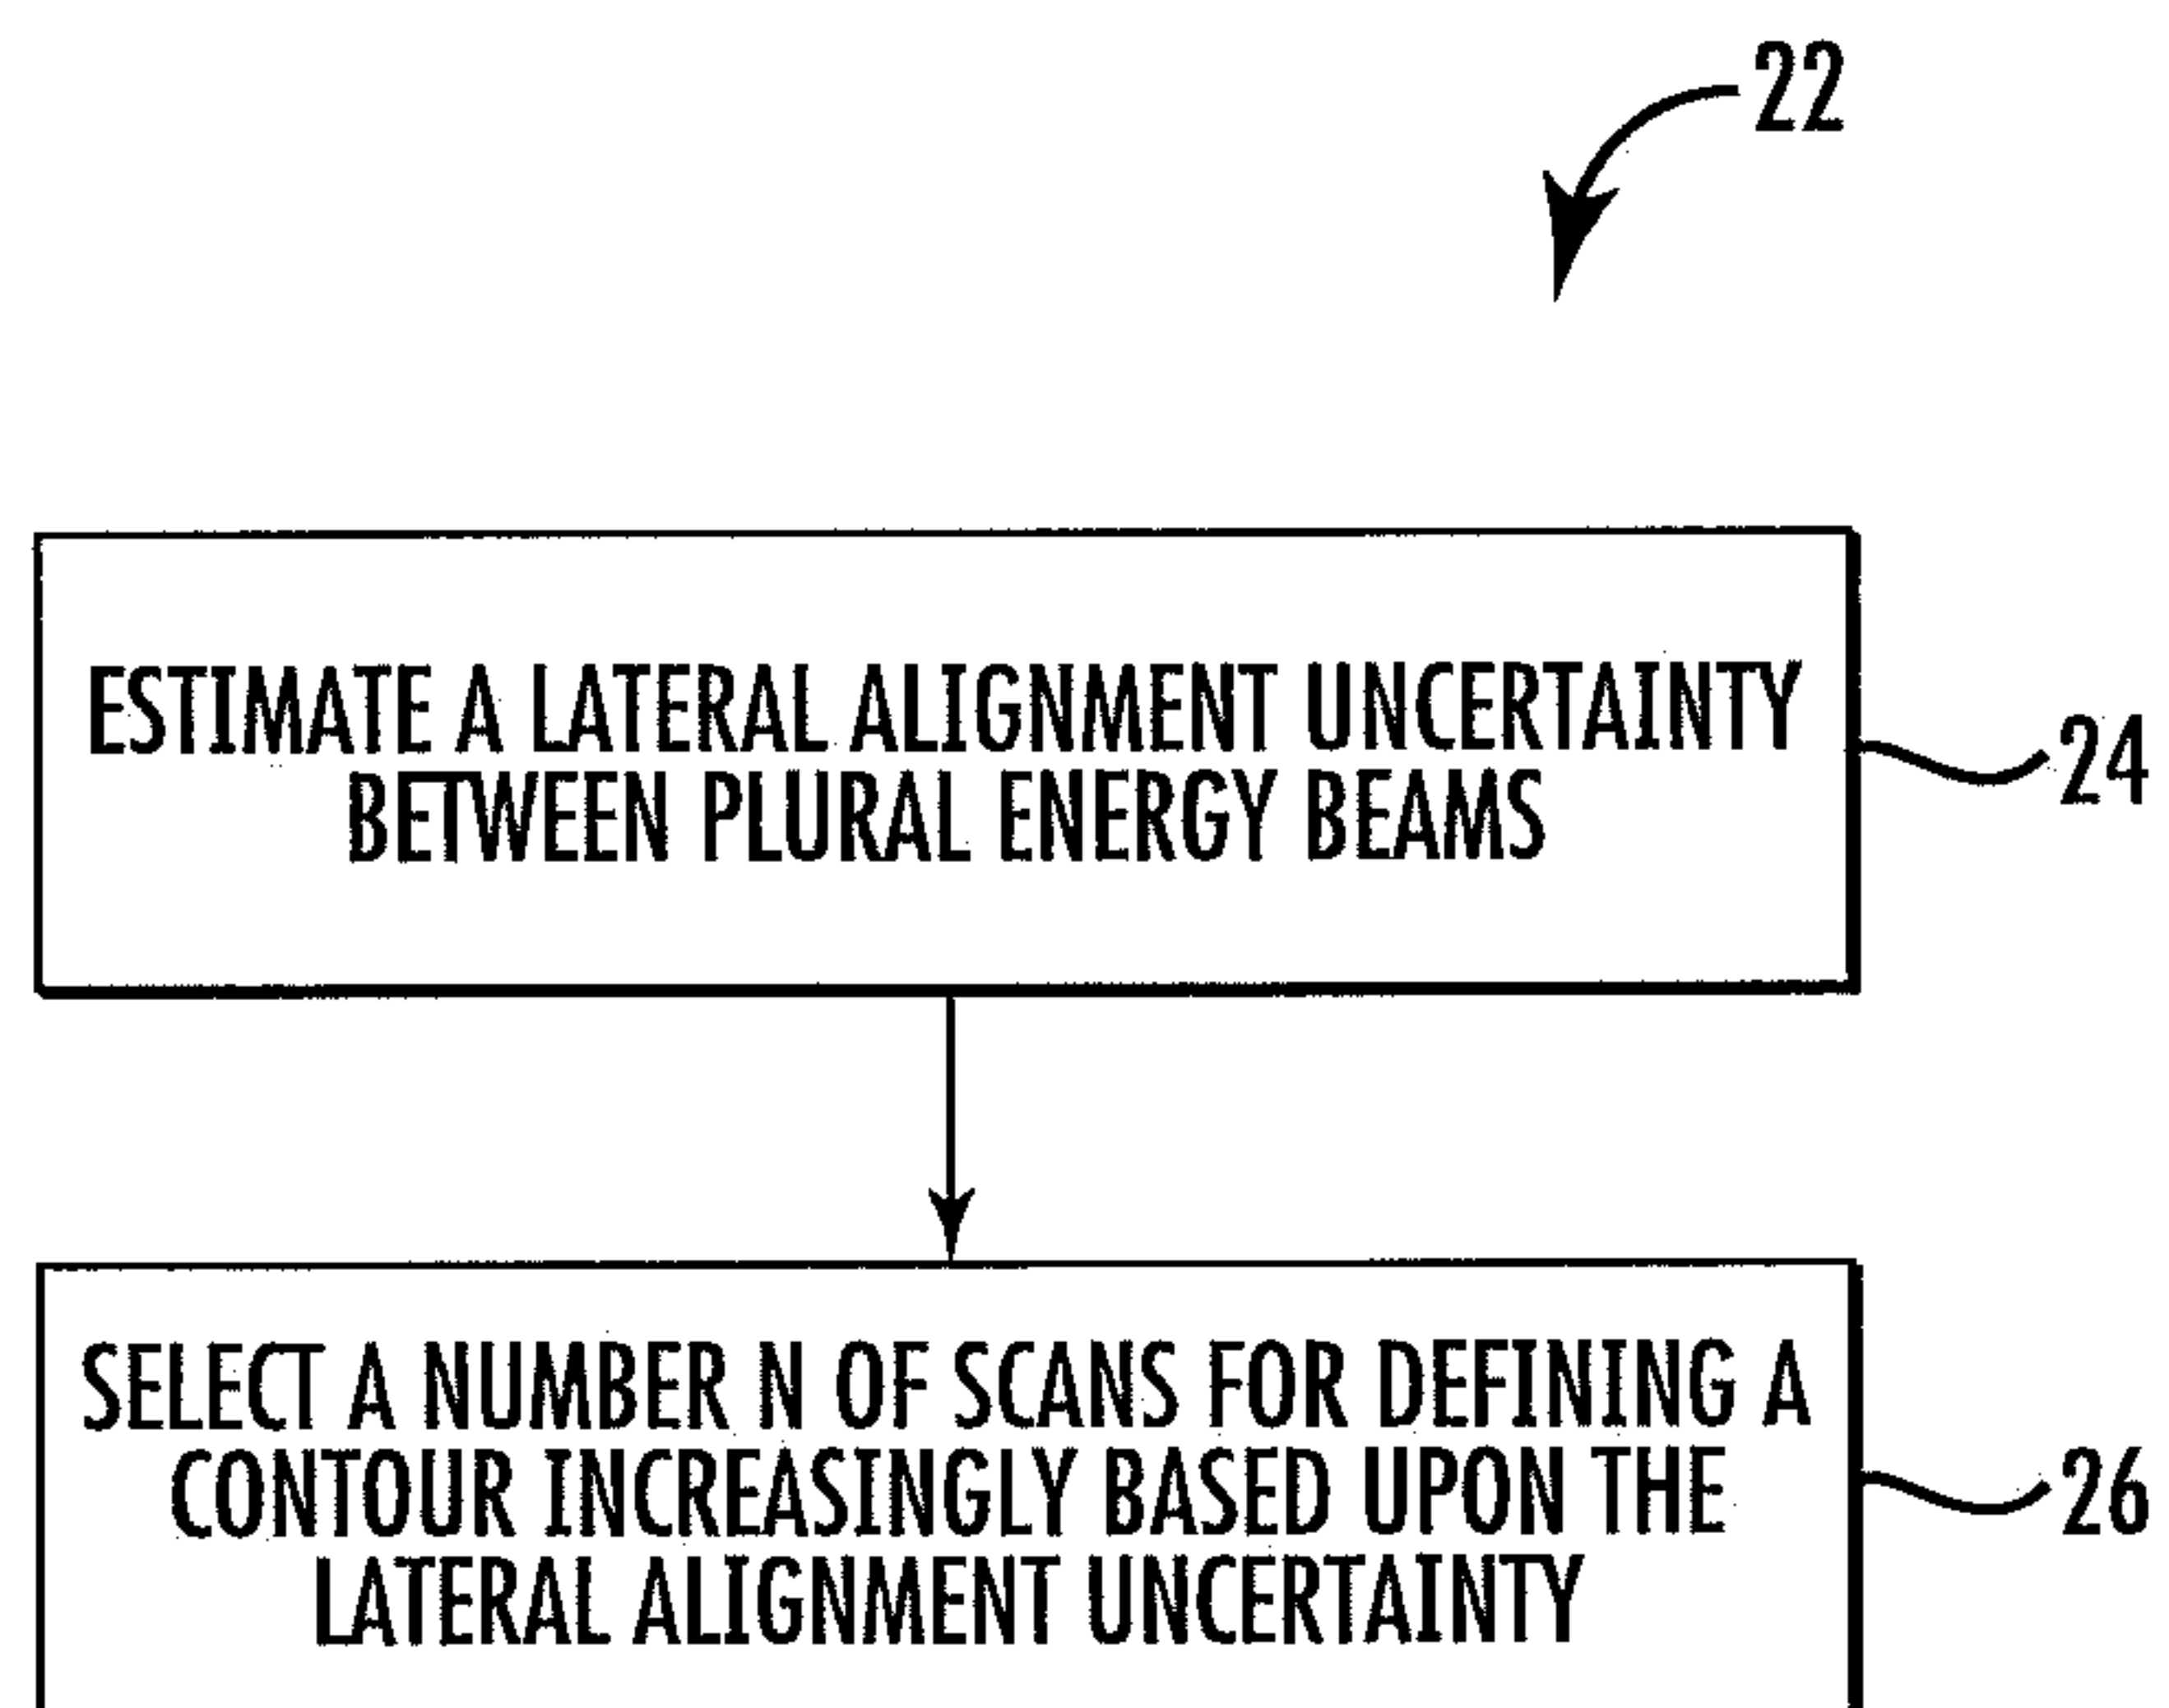 22
ESTIMATE A LATERAL ALIGNMENT UNCERTAINTY
BETWEEN PLURAL ENERGY BEAMS
24
SELECT A NUMBER N OF SCANS FOR DEFINING A
CONTOUR INCREASINGLY BASED UPON THE
LATERAL ALIGNMENT UNCERTAINTY
26